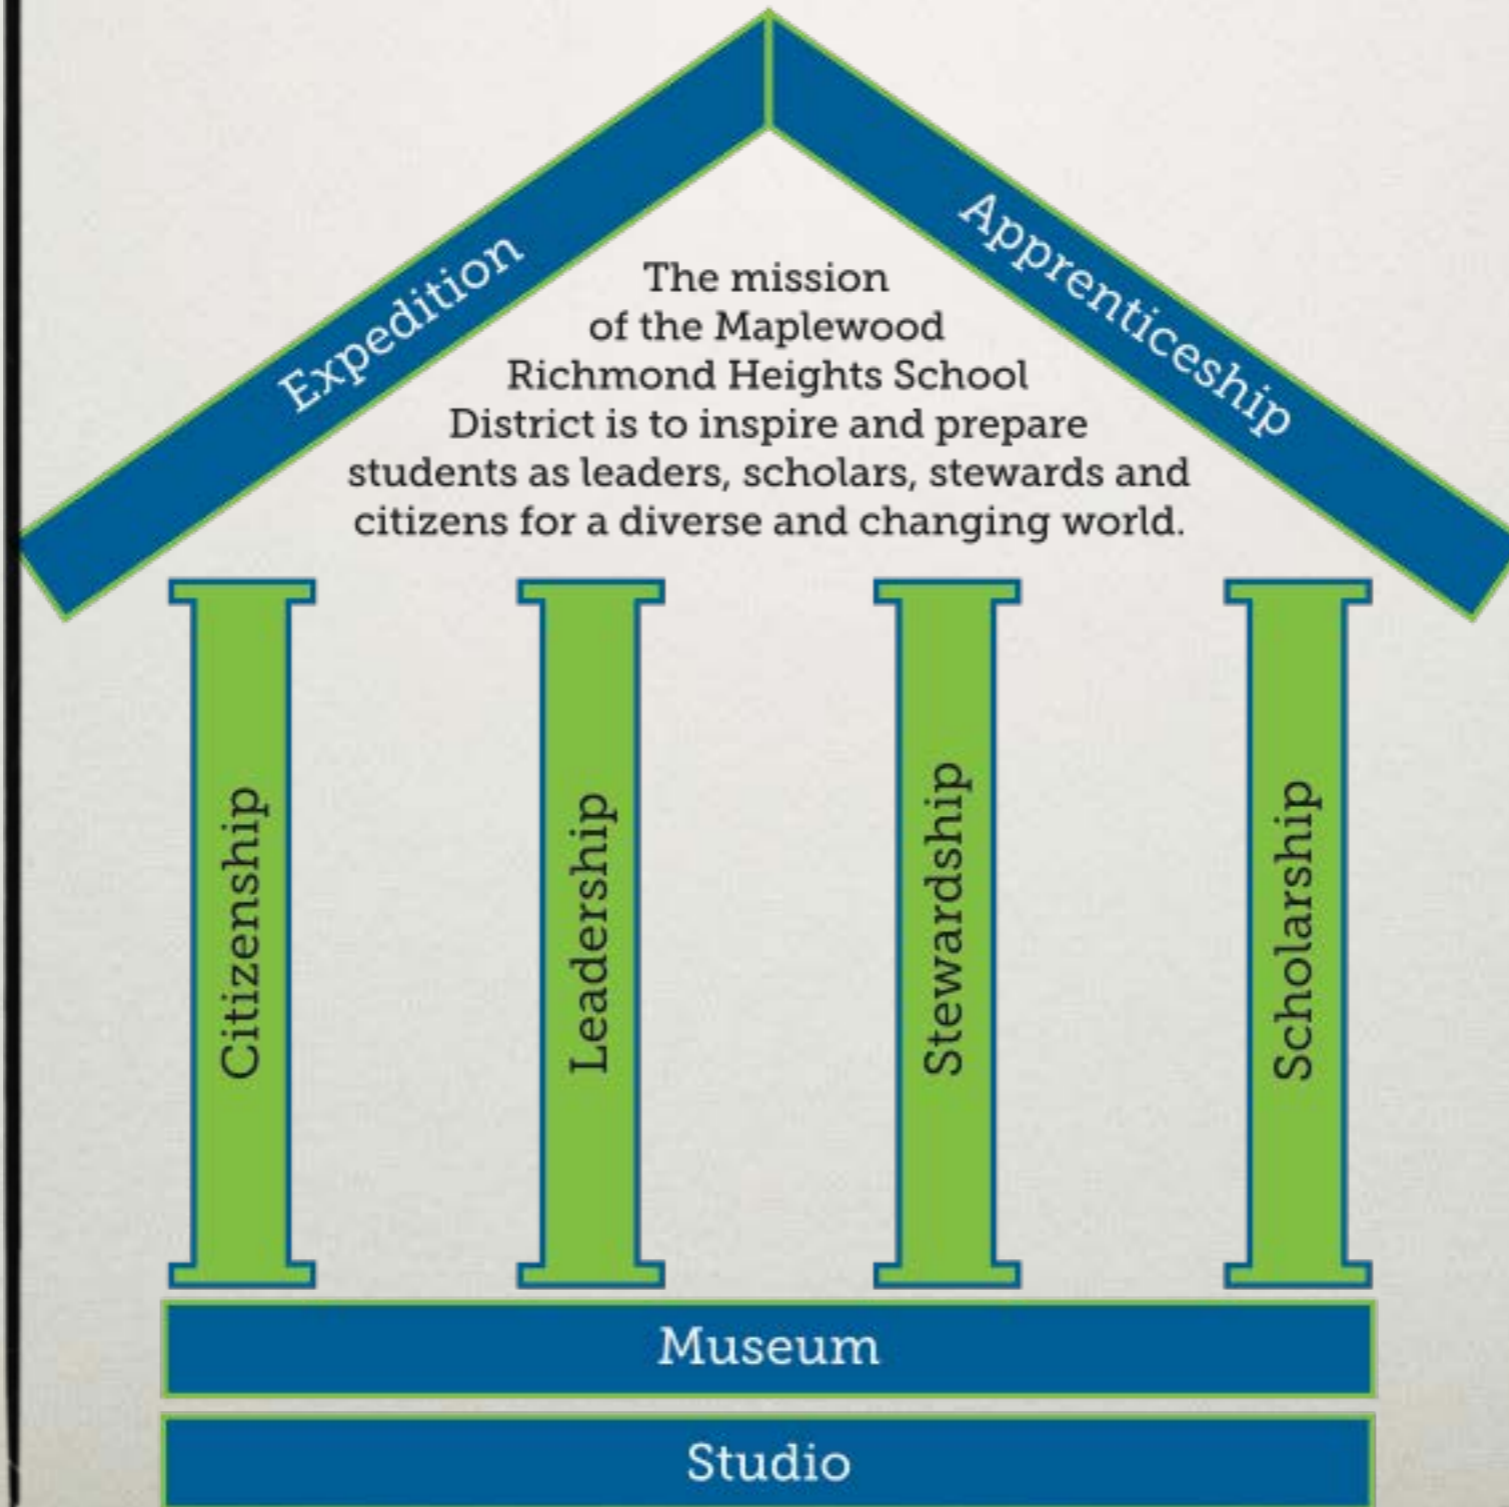 Expedition
Apprenticeship
The mission
of the Maplewood
Richmond Heights School
District is to inspire and prepare
students as leaders, scholars, stewards and
citizens for a diverse and changing world.
Citizenship
Leadership
Stewardship
Scholarship
Museum
Studio